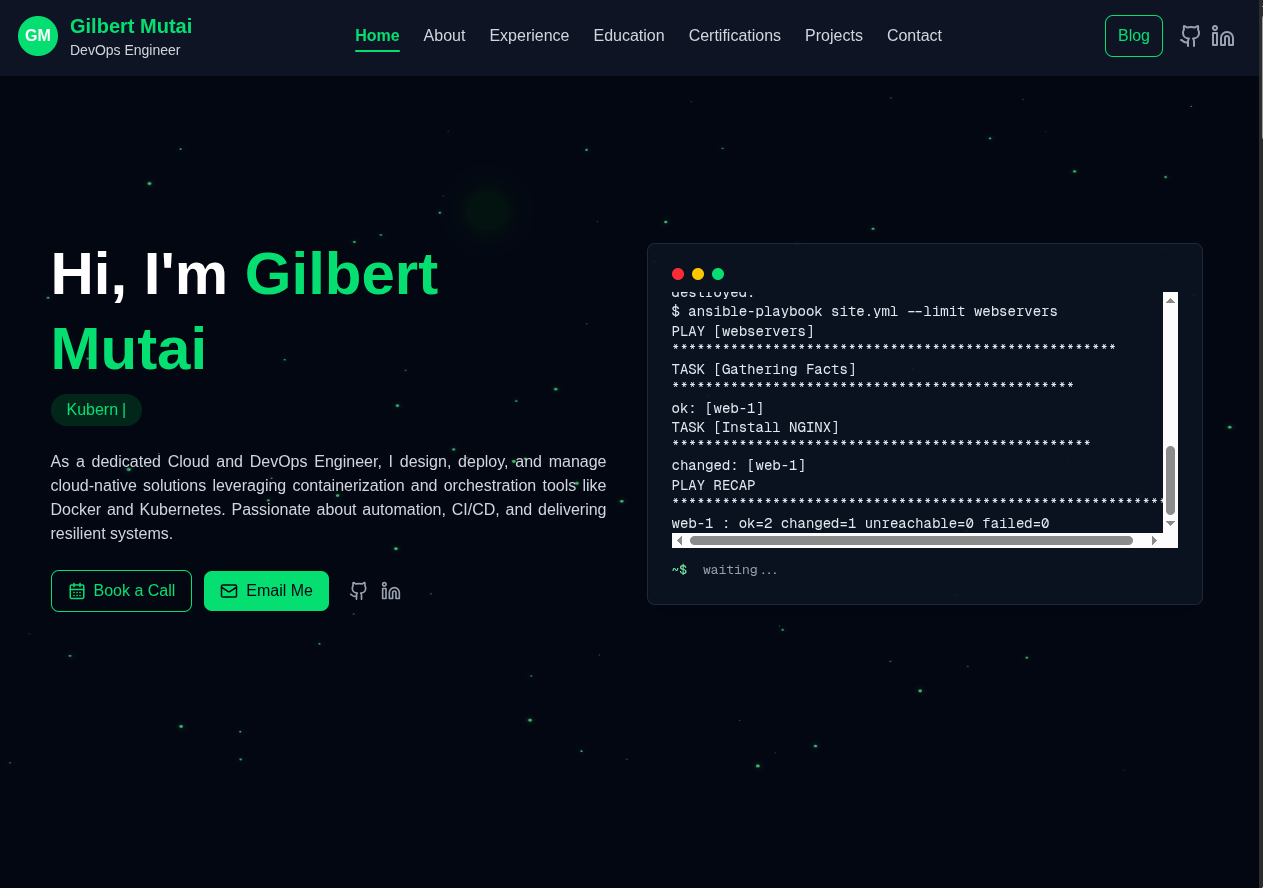 GM
Gilbert Mutai
DevOps Engineer
Home About Experience Education Certifications Projects Contact
Blog
Hi, I'm Gilbert
Mutai
Kubern |
As a dedicated Cloud and DevOps Engineer, I design, deploy, and manage
cloud-native solutions leveraging containerization and orchestration tools like
Docker and Kubernetes. Passionate about automation, CI/CD, and delivering
resilient systems.
Book a Call
Email Me
destroyed.
$ ansible-playbook site.yml --limit webservers
PLAY [webservers]
*****************************************************
TASK [Gathering Facts]
************************************************
ok: [web-1]
TASK [Install NGINX]
**************************************************
changed: [web-1]
PLAY RECAP
***********************************************************
web-1 : ok=2 changed=1 unreachable=0 failed=0
~$ waiting...